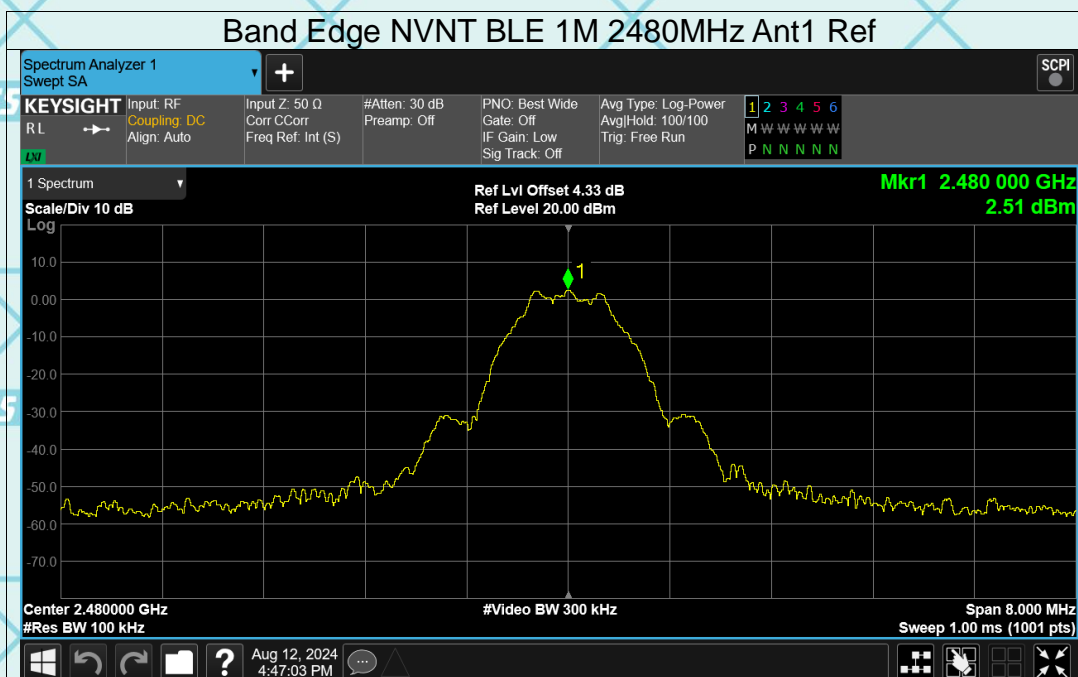 Band Edge NVNT BLE 1M 2480MHz Ant1 Ref
Spectrum Analyzer 1
Swept SA
+
SCPI
KEYSIGHT
RL
LXI
Input: RF
Coupling: DC
Align: Auto
Input Z: 50 Ω
Corr CCorr
Freq Ref: Int (S)
#Atten: 30 dB
Preamp: Off
PNO: Best Wide
Gate: Off
IF Gain: Low
Sig Track: Off
Avg Type: Log-Power
Avg|Hold: 100/100
Trig: Free Run
1 2 3 4 5 6
M W W W W W
P N N N N N
1 Spectrum
Scale/Div 10 dB
Ref Lvl Offset 4.33 dB
Ref Level 20.00 dBm
Mkr1 2.480 000 GHz
2.51 dBm
Log
10.0
0.00
-10.0
-20.0
-30.0
-40.0
-50.0
-60.0
-70.0
1
Center 2.480000 GHz
#Res BW 100 kHz
#Video BW 300 kHz
Span 8.000 MHz
Sweep 1.00 ms (1001 pts)
?
Aug 12, 2024
4:47:03 PM